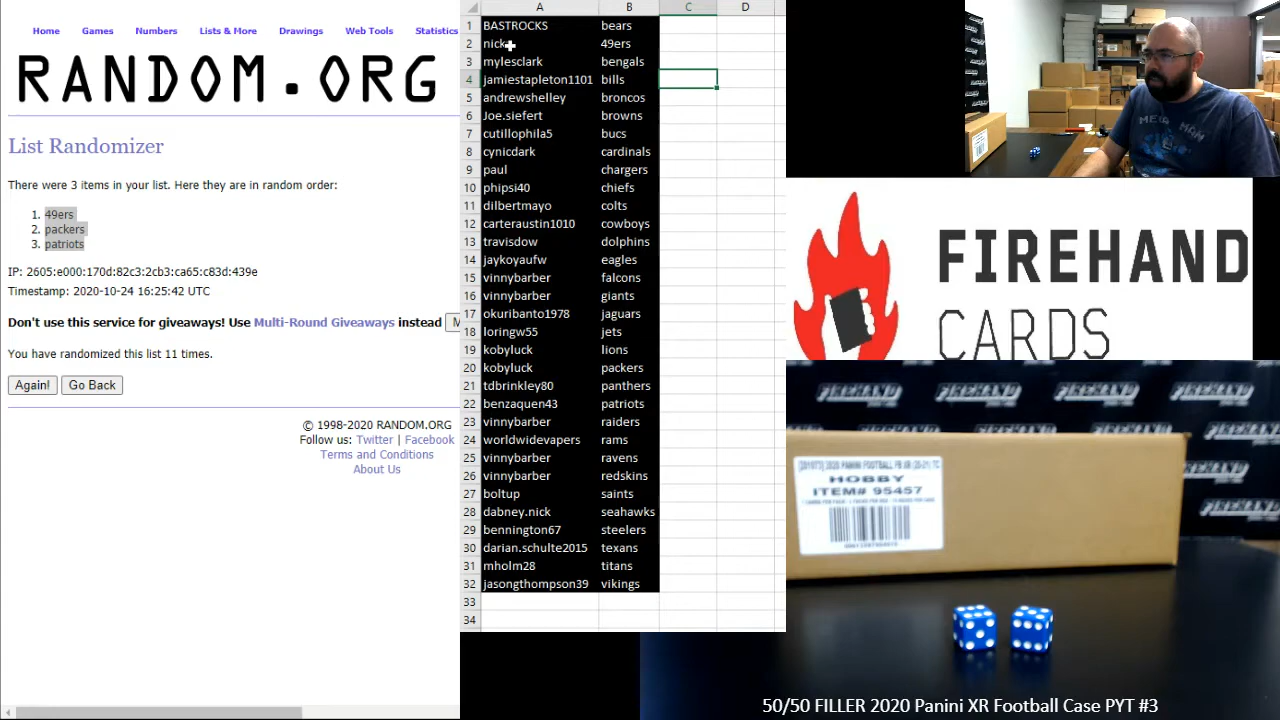 Home Games Numbers Lists & More Drawings Web Tools Statistics
RANDOM.ORG
List Randomizer
There were 3 items in your list. Here they are in random order:
1. 49ers
2. packers
3. patriots
IP: 2605:e000:170d:82c3:2cb3:ca65:c83d:439e
Timestamp: 2020-10-24 16:25:42 UTC
Don't use this service for giveaways! Use Multi-Round Giveaways instead
You have randomized this list 11 times.
Again! Go Back
© 1998-2020 RANDOM.ORG
Follow us: Twitter | Facebook
Terms and Conditions
About Us
A B C D
1 BASTROCKS bears
2 nick 49ers
3 mylesclark bengals
4 jamiestapleton1101 bills
5 andrewshelley broncos
6 Joe.siefert browns
7 cutillophila5 bucs
8 cynicdark cardinals
9 paul chargers
10 phipsi40 chiefs
11 dilbertmayo colts
12 carteraustin1010 cowboys
13 travisdow dolphins
14 jaykoyaufw eagles
15 vinnybarber falcons
16 vinnybarber giants
17 okuribanto1978 jaguars
18 loringw55 jets
19 kobyluck lions
20 kobyluck packers
21 tdbrinkley80 panthers
22 benzaquen43 patriots
23 vinnybarber raiders
24 worldwidevapers rams
25 vinnybarber ravens
26 vinnybarber redskins
27 boltup saints
28 dabney.nick seahawks
29 bennington67 steelers
30 darian.schulte2015 texans
31 mholm28 titans
32 jasongthompson39 vikings
33
34
MEGA MAN
FIREHAND
CARDS
FIREHAND FIREHAND FIREHAND FIREHAND
FIREHAND
FIREHAND
HOBBY
ITEM# 95457
50/50 FILLER 2020 Panini XR Football Case PYT #3